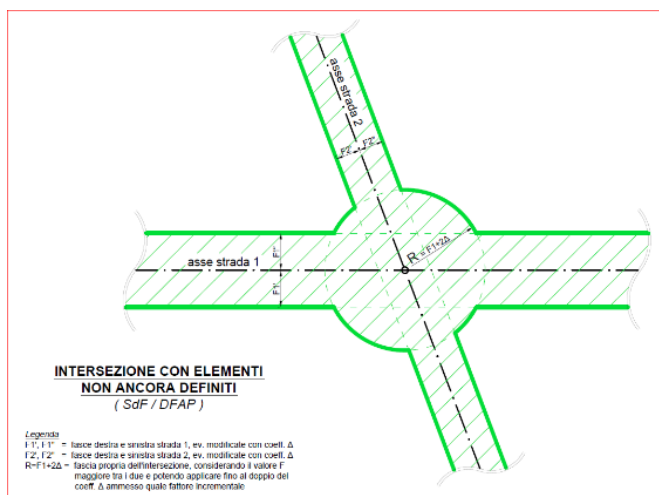 asse strada 2
F2' F2"
R = F1+2Δ
asse strada 1
F1"
F1'
INTERSEZIONE CON ELEMENTI
NON ANCORA DEFINITI
( SdF / DFAP )
Legenda
F1', F1" = fasce destra e sinistra strada 1, ev. modificate con coeff. Δ
F2', F2" = fasce destra e sinistra strada 2, ev. modificate con coeff. Δ
R=F1+2Δ = fascia propria dell'intersezione, considerando il valore F
maggiore tra i due e potendo applicare fino al doppio del
coeff. Δ ammesso quale fattore incrementale